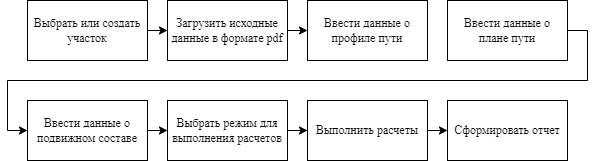 Выбрать или создать
участок
Загрузить исходные
данные в формате pdf
Ввести данные о
профиле пути
Ввести данные о
плане пути
Ввести данные о
подвижном составе
Выбрать режим для
выполнения расчетов
Выполнить расчеты
Сформировать отчет